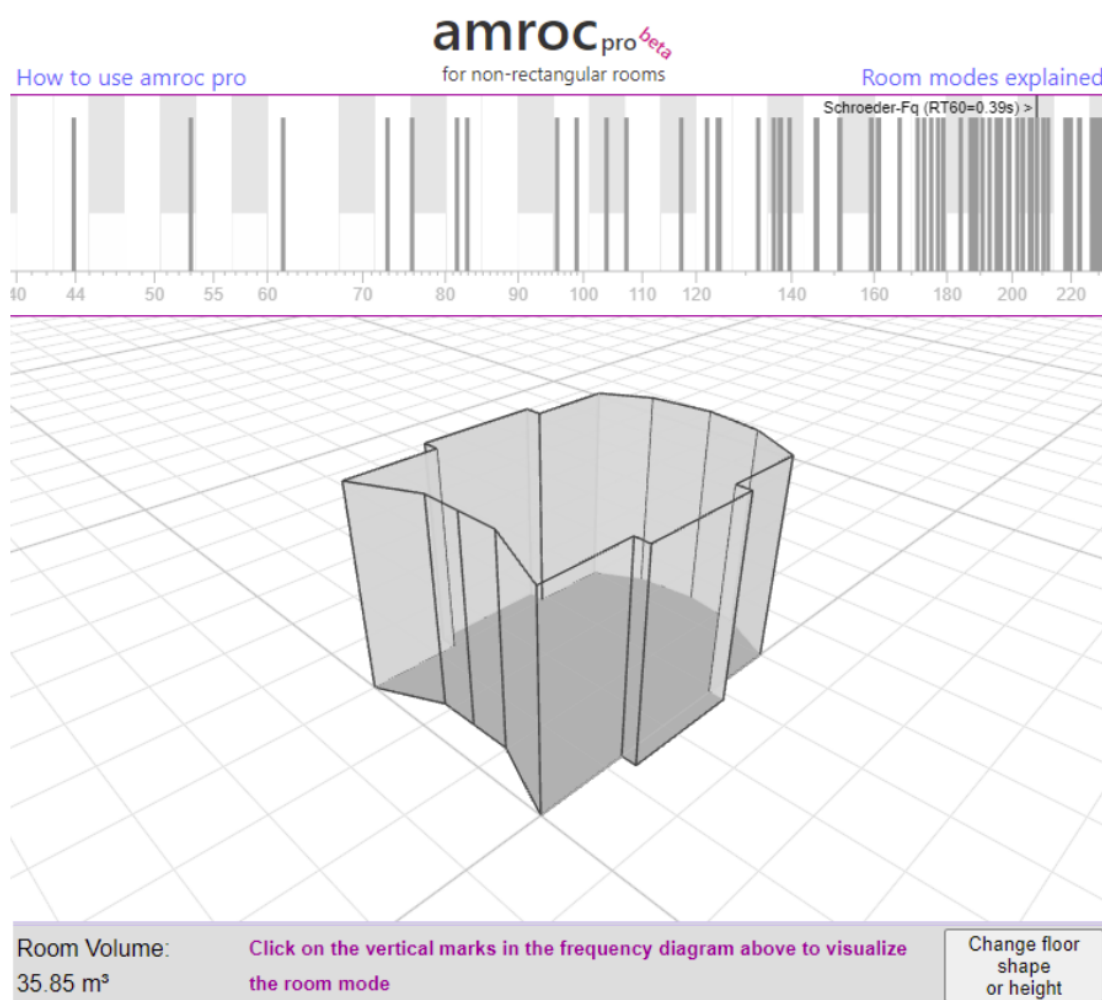 amroc pro beta
for non-rectangular rooms
How to use amroc pro
Room modes explained
Schroeder-Fq (RT60=0.39s) >
40 44 50 55 60 70 80 90 100 110 120 140 160 180 200 220
Room Volume:
35.85 m³
Click on the vertical marks in the frequency diagram above to visualize
the room mode
Change floor
shape
or height